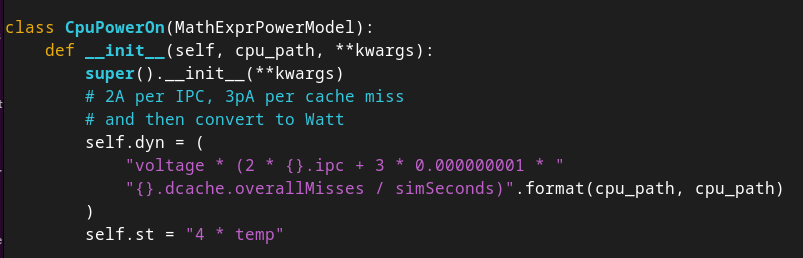 class CpuPowerOn(MathExprPowerModel):
    def __init__(self, cpu_path, **kwargs):
        super().__init__(**kwargs)
        # 2A per IPC, 3pA per cache miss
        # and then convert to Watt
        self.dyn = (
            "voltage * (2 * {}.ipc + 3 * 0.000000001 * "
            "{}.dcache.overallMisses / simSeconds)".format(cpu_path, cpu_path)
        )
        self.st = "4 * temp"